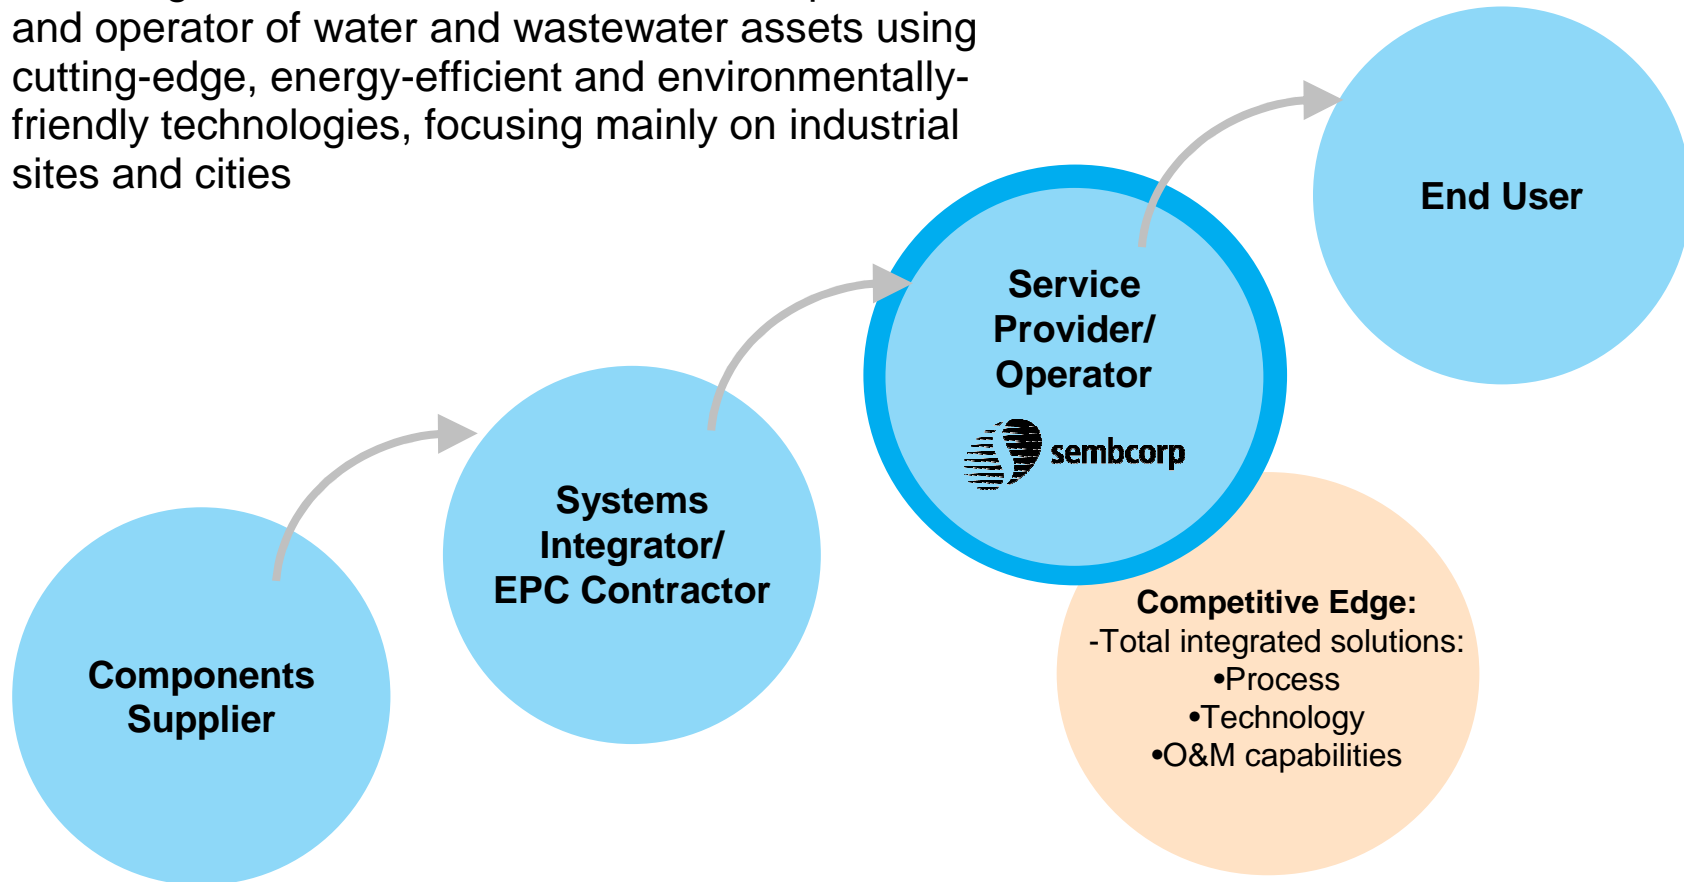 and operator of water and wastewater assets using
cutting-edge, energy-efficient and environmentally-
friendly technologies, focusing mainly on industrial
sites and cities
End User
Service
Provider/
Operator
sembcorp
Systems
Integrator/
EPC Contractor
Components
Supplier
Competitive Edge:
-Total integrated solutions:
•Process
•Technology
•O&M capabilities